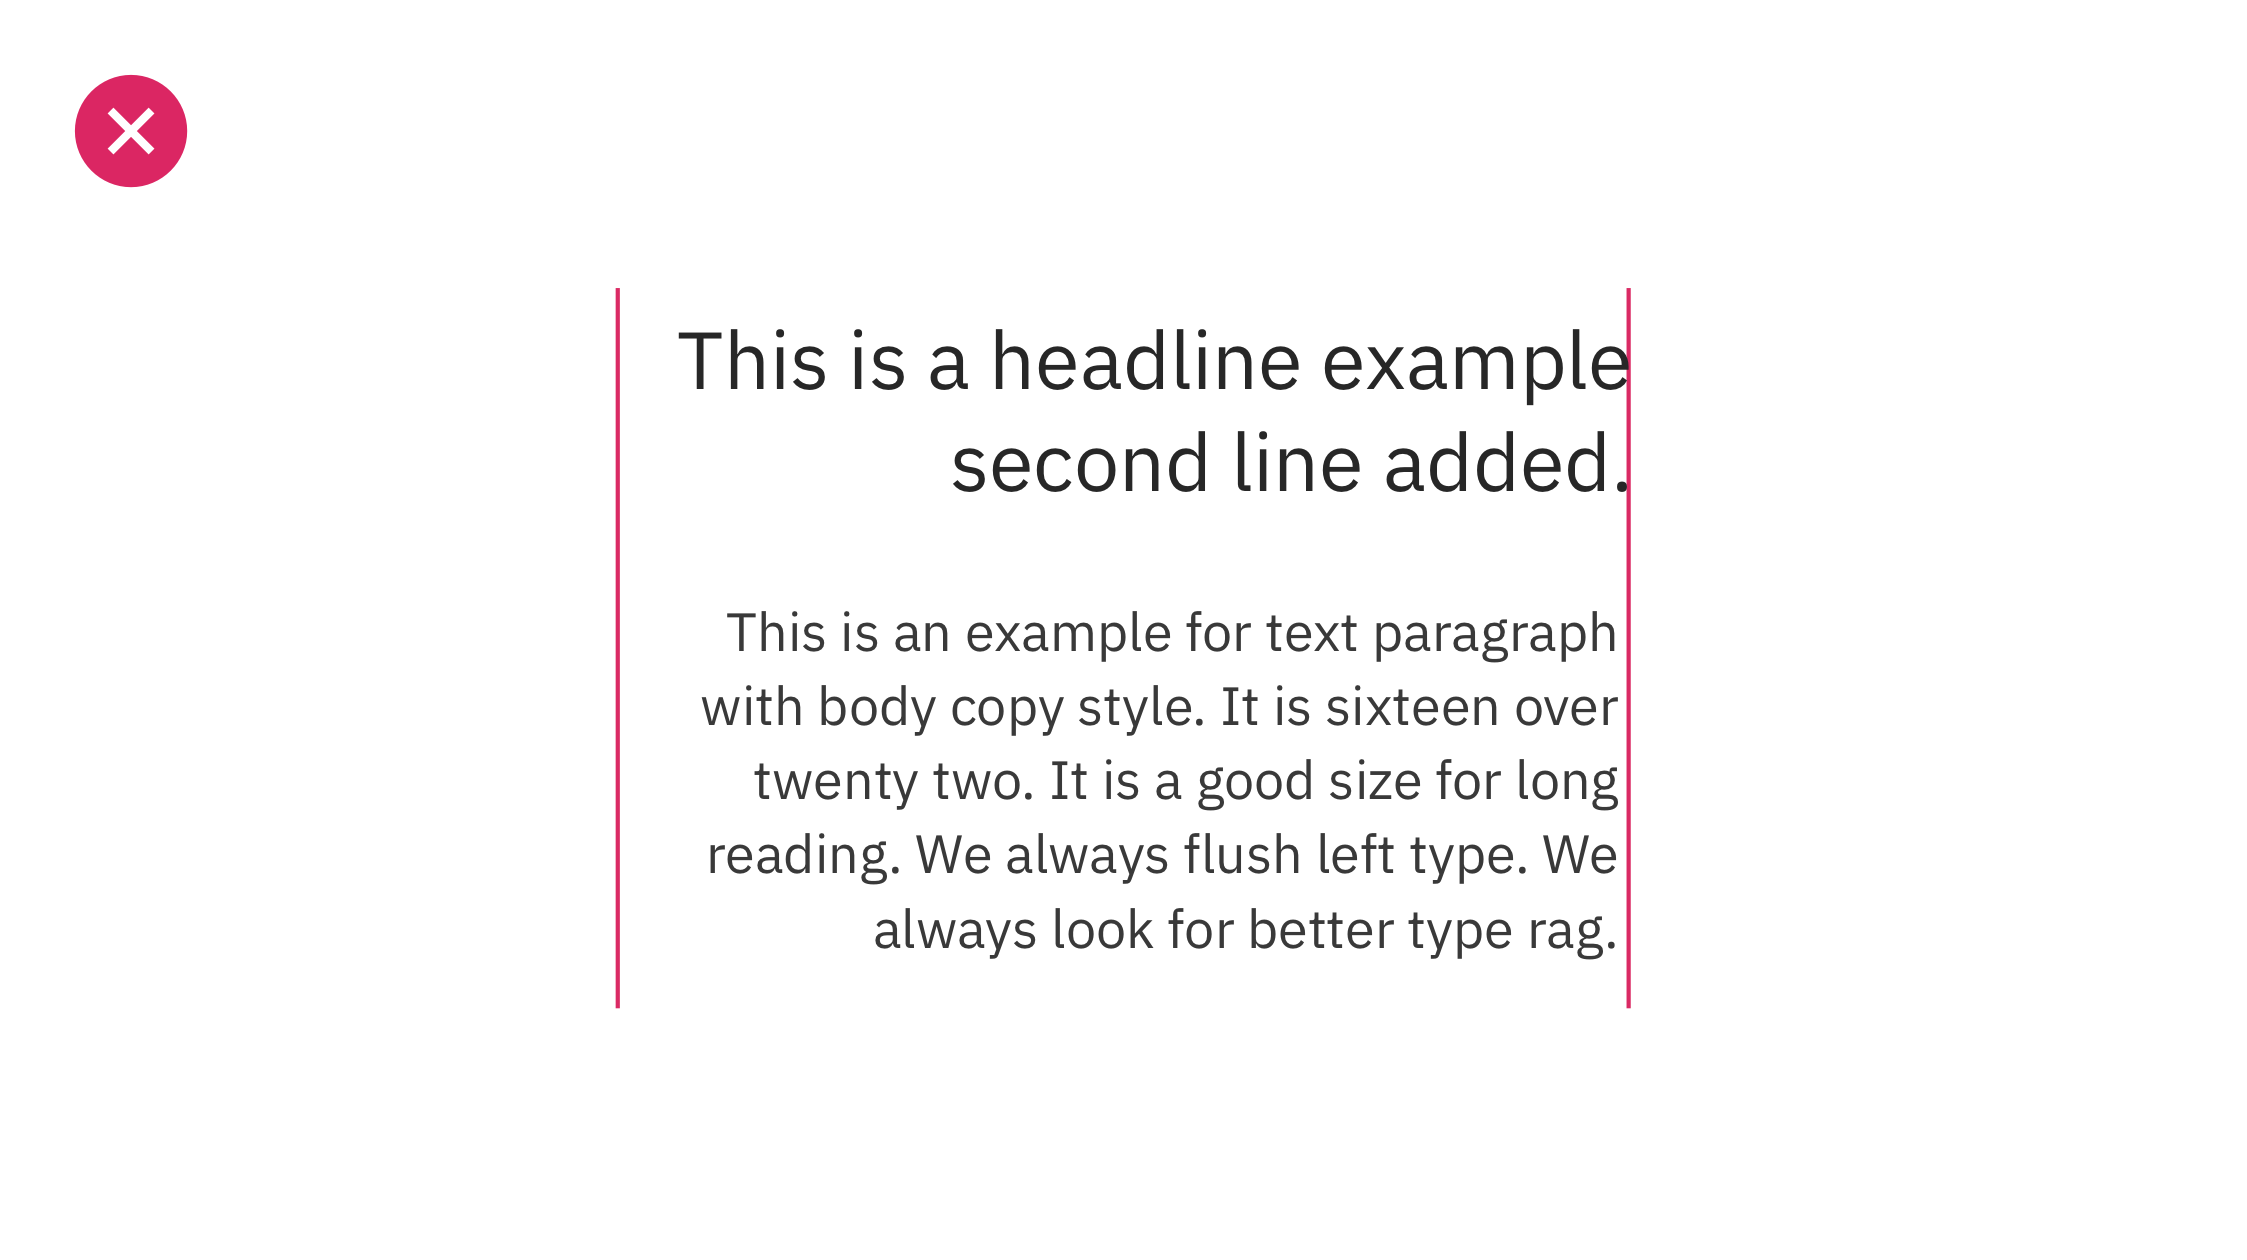 This is a headline example
second line added.
This is an example for text paragraph
with body copy style. It is sixteen over
twenty two. It is a good size for long
reading. We always flush left type. We
always look for better type rag.